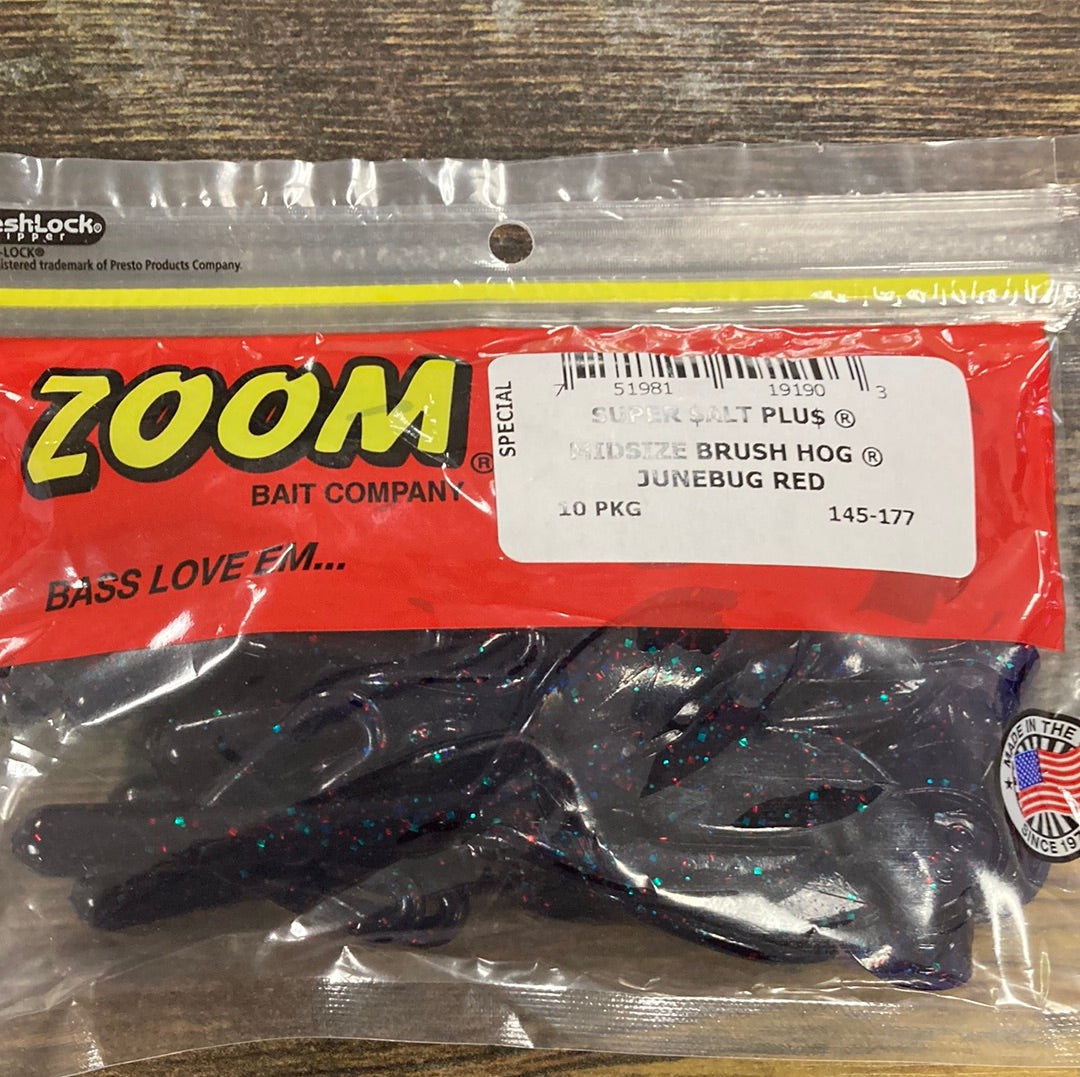 eshLock®
ipper
-LOCK®
istered trademark of Presto Products Company.
ZOOM®
BAIT COMPANY
BASS LOVE EM...
SPECIAL
7 51981 19190 3
SUPER $ALT PLU$ ®
MIDSIZE BRUSH HOG ®
JUNEBUG RED
10 PKG 145-177
MADE IN THE
SINCE 197